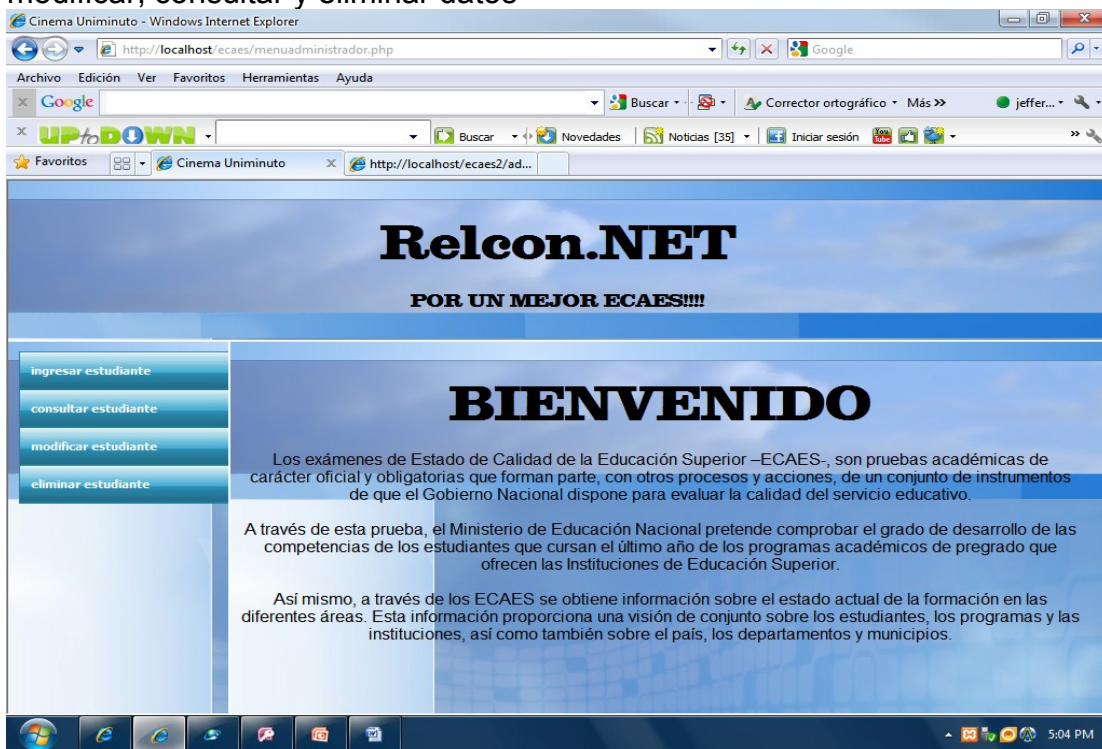 modificar, consultar y eliminar datos
Cinema Uniminuto - Windows Internet Explorer
http://localhost/ecaes/menuadministrador.php
Google
Archivo Edición Ver Favoritos Herramientas Ayuda
Google
Buscar
Corrector ortográfico
Más >>
jeffer...
UPtoDOWN
Buscar
Novedades
Noticias [35]
Iniciar sesión
Favoritos
Cinema Uniminuto
http://localhost/ecaes2/ad...
Relcon.NET
POR UN MEJOR ECAES!!!!
ingresar estudiante
consultar estudiante
modificar estudiante
eliminar estudiante
BIENVENIDO
Los exámenes de Estado de Calidad de la Educación Superior –ECAES-, son pruebas académicas de
carácter oficial y obligatorias que forman parte, con otros procesos y acciones, de un conjunto de instrumentos
de que el Gobierno Nacional dispone para evaluar la calidad del servicio educativo.
A través de esta prueba, el Ministerio de Educación Nacional pretende comprobar el grado de desarrollo de las
competencias de los estudiantes que cursan el último año de los programas académicos de pregrado que
ofrecen las Instituciones de Educación Superior.
Así mismo, a través de los ECAES se obtiene información sobre el estado actual de la formación en las
diferentes áreas. Esta información proporciona una visión de conjunto sobre los estudiantes, los programas y las
instituciones, así como también sobre el país, los departamentos y municipios.
5:04 PM